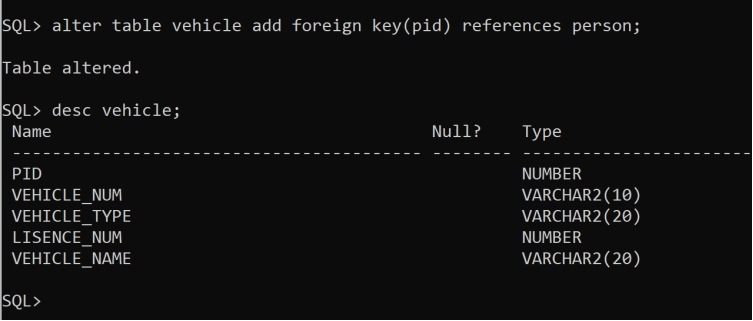 SQL> alter table vehicle add foreign key(pid) references person;
Table altered.
SQL> desc vehicle;
Name Null? Type
----------------------------------------- -------- -----------------------
PID NUMBER
VEHICLE_NUM VARCHAR2(10)
VEHICLE_TYPE VARCHAR2(20)
LISENCE_NUM NUMBER
VEHICLE_NAME VARCHAR2(20)
SQL>